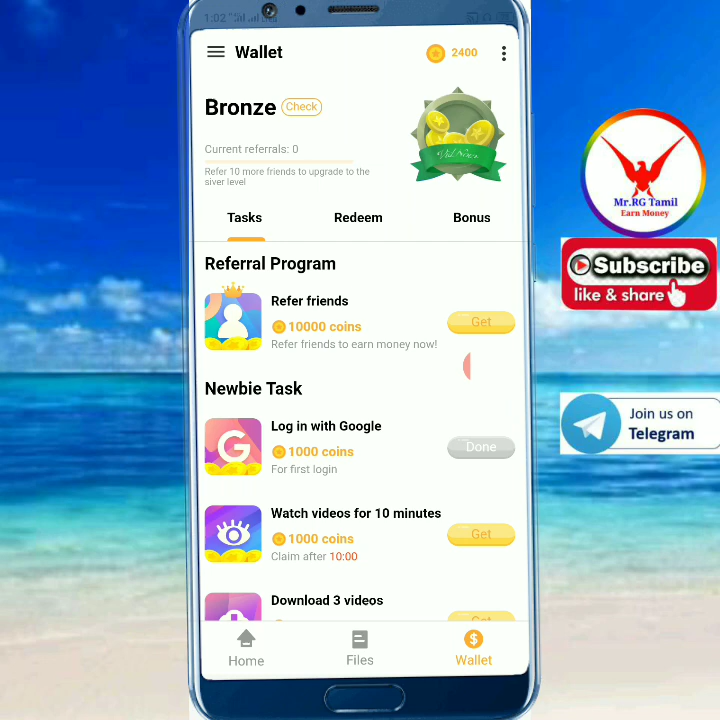 1:02
Wallet
2400
Bronze
Check
Current referrals: 0
Refer 10 more friends to upgrade to the
siver level
Tasks
Redeem
Bonus
Referral Program
Refer friends
10000 coins
Refer friends to earn money now!
Get
Newbie Task
Log in with Google
1000 coins
For first login
Done
Watch videos for 10 minutes
1000 coins
Claim after 10:00
Get
Download 3 videos
Get
Home
Files
Wallet
Mr.RG Tamil
Earn Money
Subscribe
like & share
Join us on
Telegram